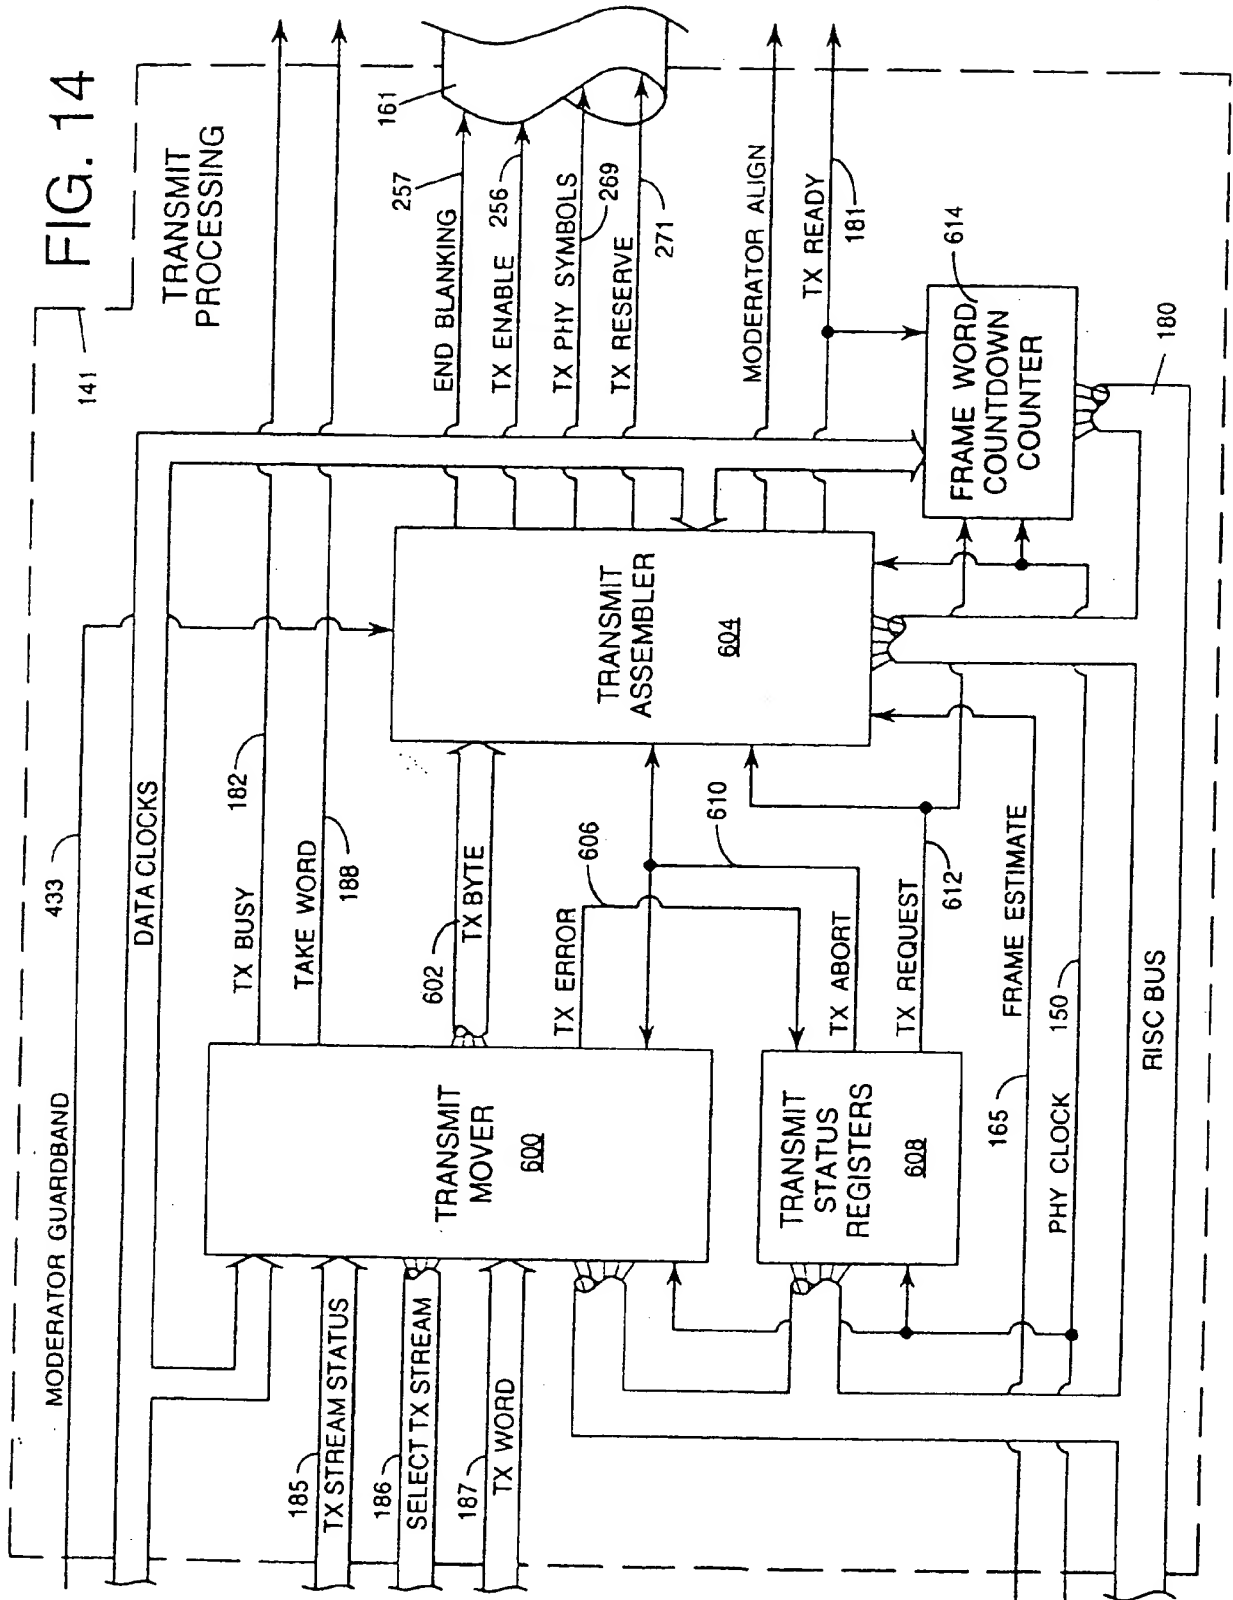 FIG. 14
TRANSMIT
PROCESSING
141
433
MODERATOR GUARDBAND
DATA CLOCKS
TX BUSY
182
TAKE WORD
188
185
TX STREAM STATUS
186
SELECT TX STREAM
187
TX WORD
TRANSMIT
MOVER
600
602
TX BYTE
TX ERROR
606
610
TRANSMIT
STATUS
REGISTERS
608
TX ABORT
TX REQUEST
612
165
FRAME ESTIMATE
PHY CLOCK
150
RISC BUS
180
TRANSMIT
ASSEMBLER
604
161
END BLANKING
257
TX ENABLE
256
TX PHY SYMBOLS
269
TX RESERVE
271
MODERATOR ALIGN
TX READY
181
FRAME WORD
COUNTDOWN
COUNTER
614